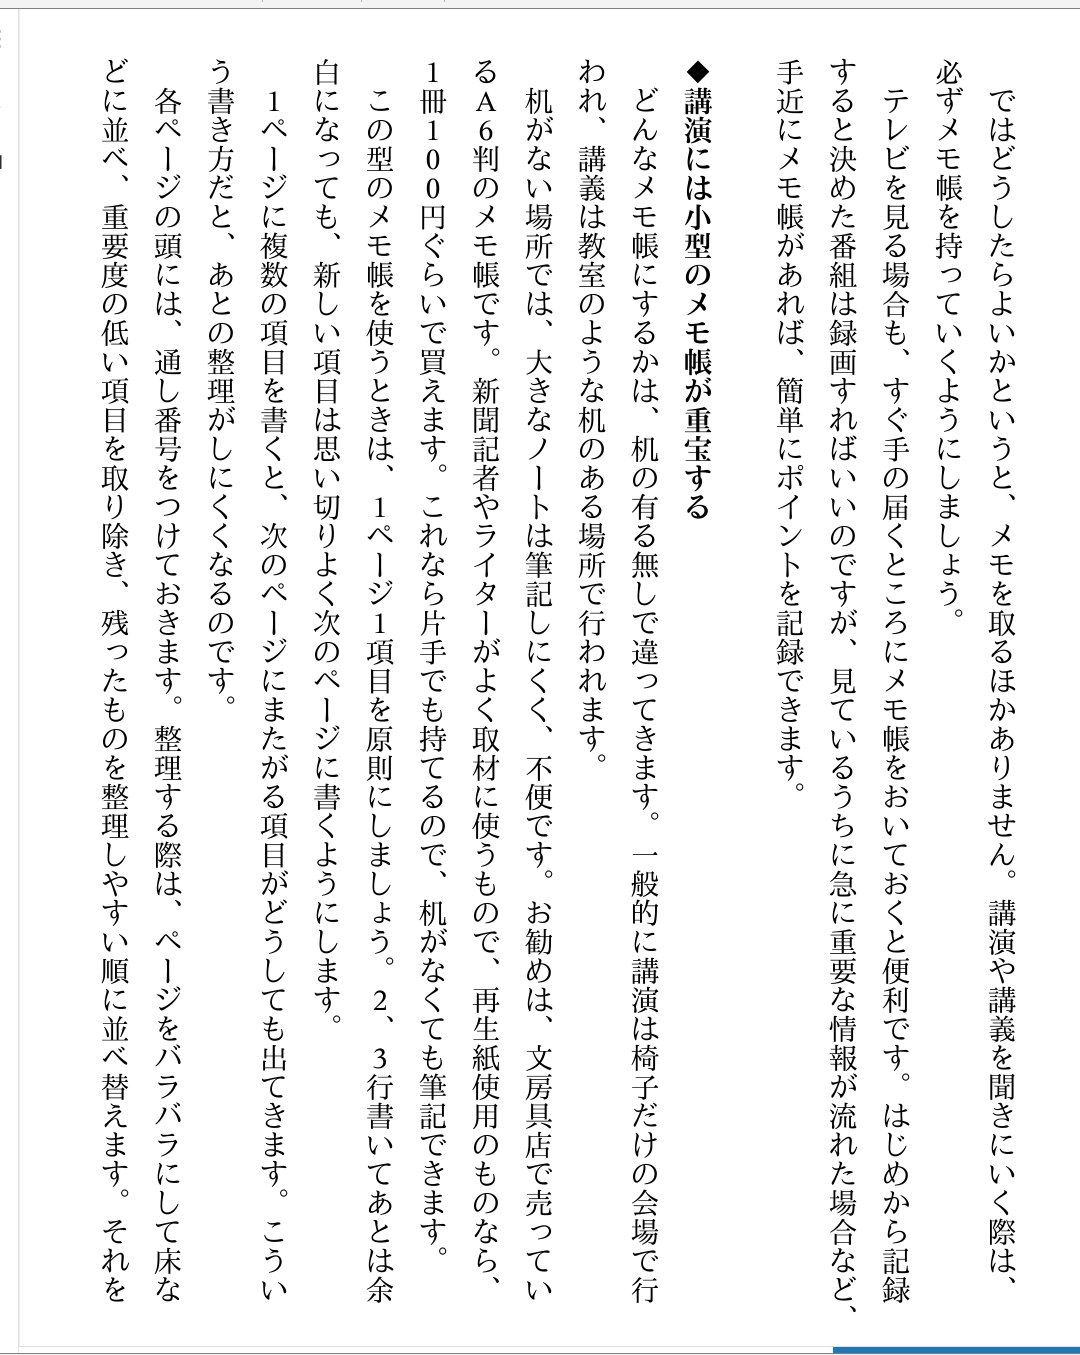 ではどうしたらよいかというと、メモを取るほかありません。講演や講義を聞きにいく際は、
必ずメモ帳を持っていくようにしましょう。
テレビを見る場合も、すぐ手の届くところにメモ帳をおいておくと便利です。はじめから記録
すると決めた番組は録画すればいいのですが、見ているうちに急に重要な情報が流れた場合など、
手近にメモ帳があれば、簡単にポイントを記録できます。
◆講演には小型のメモ帳が重宝する
どんなメモ帳にするかは、机の有る無しで違ってきます。一般的に講演は椅子だけの会場で行
われ、講義は教室のような机のある場所で行われます。
机がない場所では、大きなノートは筆記しにくく、不便です。お勧めは、文房具店で売ってい
るA6判のメモ帳です。新聞記者やライターがよく取材に使うもので、再生紙使用のものなら、
1冊100円ぐらいで買えます。これなら片手でも持てるので、机がなくても筆記できます。
この型のメモ帳を使うときは、1ページ1項目を原則にしましょう。2、3行書いてあとは余
白になっても、新しい項目は思い切りよく次のページに書くようにします。
1ページに複数の項目を書くと、次のページにまたがる項目がどうしても出てきます。こうい
う書き方だと、あとの整理がしにくくなるのです。
各ページの頭には、通し番号をつけておきます。整理する際は、ページをバラバラにして床な
どに並べ、重要度の低い項目を取り除き、残ったものを整理しやすい順に並べ替えます。それを